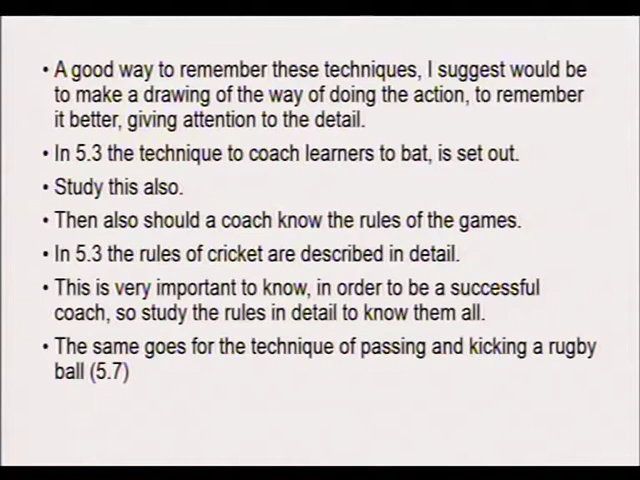 • A good way to remember these techniques, I suggest would be
to make a drawing of the way of doing the action, to remember
it better, giving attention to the detail.
• In 5.3 the technique to coach learners to bat, is set out.
• Study this also.
• Then also should a coach know the rules of the games.
• In 5.3 the rules of cricket are described in detail.
• This is very important to know, in order to be a successful
coach, so study the rules in detail to know them all.
• The same goes for the technique of passing and kicking a rugby
ball (5.7)